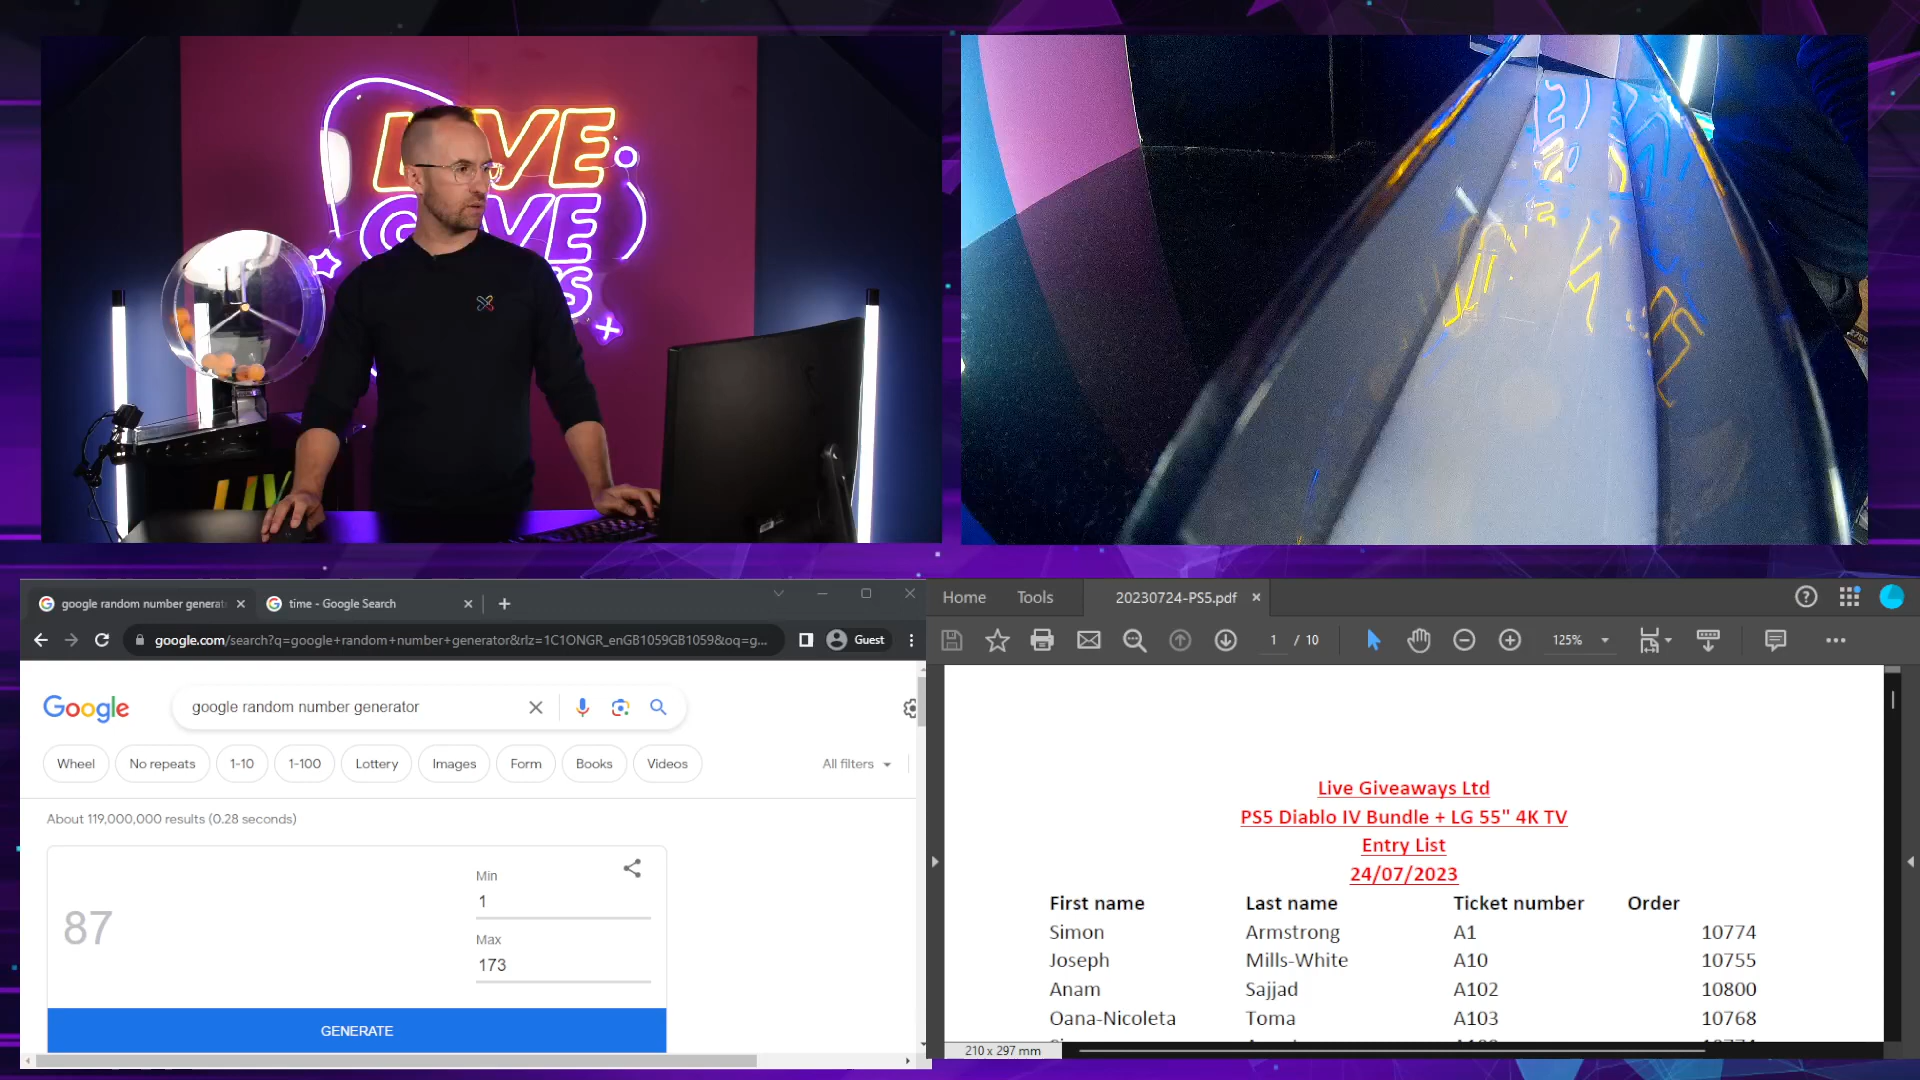 LIVE
GIVE
S
google random number generat
time - Google Search
google.com/search?q=google+random+number+generator&rlz=1C1ONGR_enGB1059GB1059&oq=g...
Guest
Google
google random number generator
Wheel
No repeats
1-10
1-100
Lottery
Images
Form
Books
Videos
All filters
About 119,000,000 results (0.28 seconds)
87
Min
1
Max
173
GENERATE
Home
Tools
20230724-PS5.pdf
1 / 10
125%
Live Giveaways Ltd
PS5 Diablo IV Bundle + LG 55" 4K TV
Entry List
24/07/2023
First name Last name Ticket number Order
Simon Armstrong A1 10774
Joseph Mills-White A10 10755
Anam Sajjad A102 10800
Oana-Nicoleta Toma A103 10768
210 x 297 mm